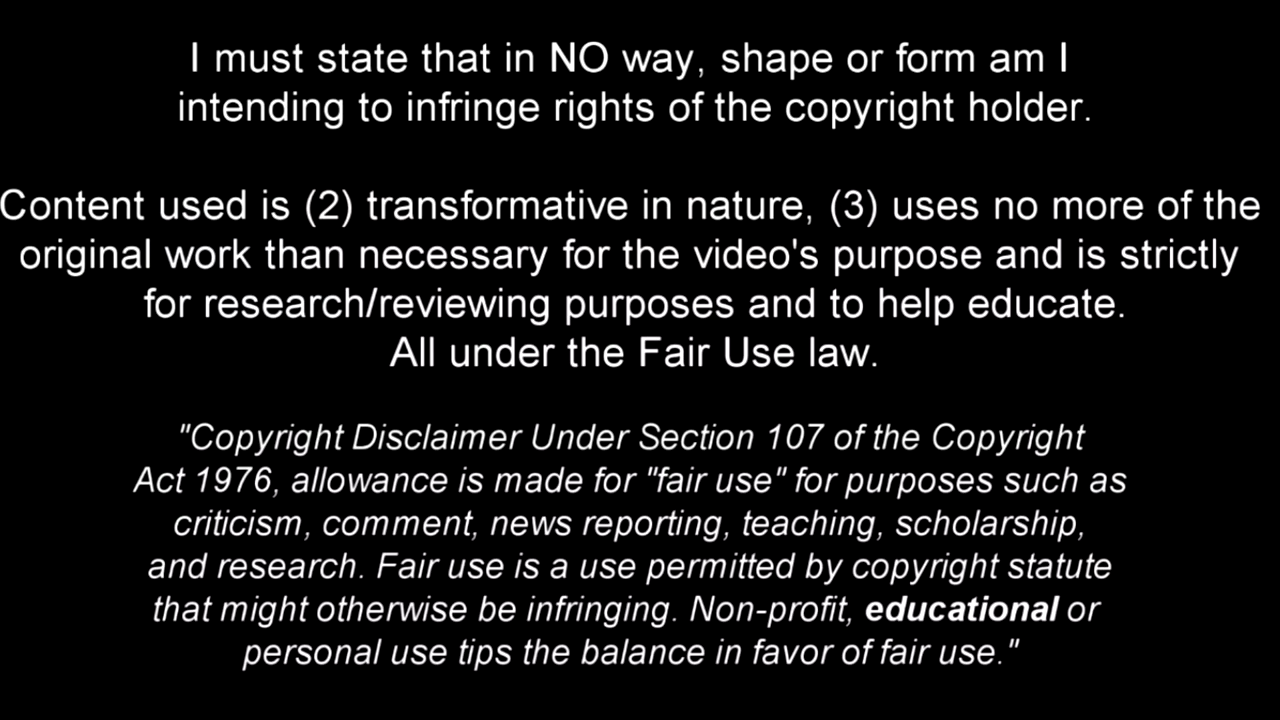 I must state that in NO way, shape or form am I
intending to infringe rights of the copyright holder.
Content used is (2) transformative in nature, (3) uses no more of the
original work than necessary for the video's purpose and is strictly
for research/reviewing purposes and to help educate.
All under the Fair Use law.
"Copyright Disclaimer Under Section 107 of the Copyright
Act 1976, allowance is made for "fair use" for purposes such as
criticism, comment, news reporting, teaching, scholarship,
and research. Fair use is a use permitted by copyright statute
that might otherwise be infringing. Non-profit, educational or
personal use tips the balance in favor of fair use."